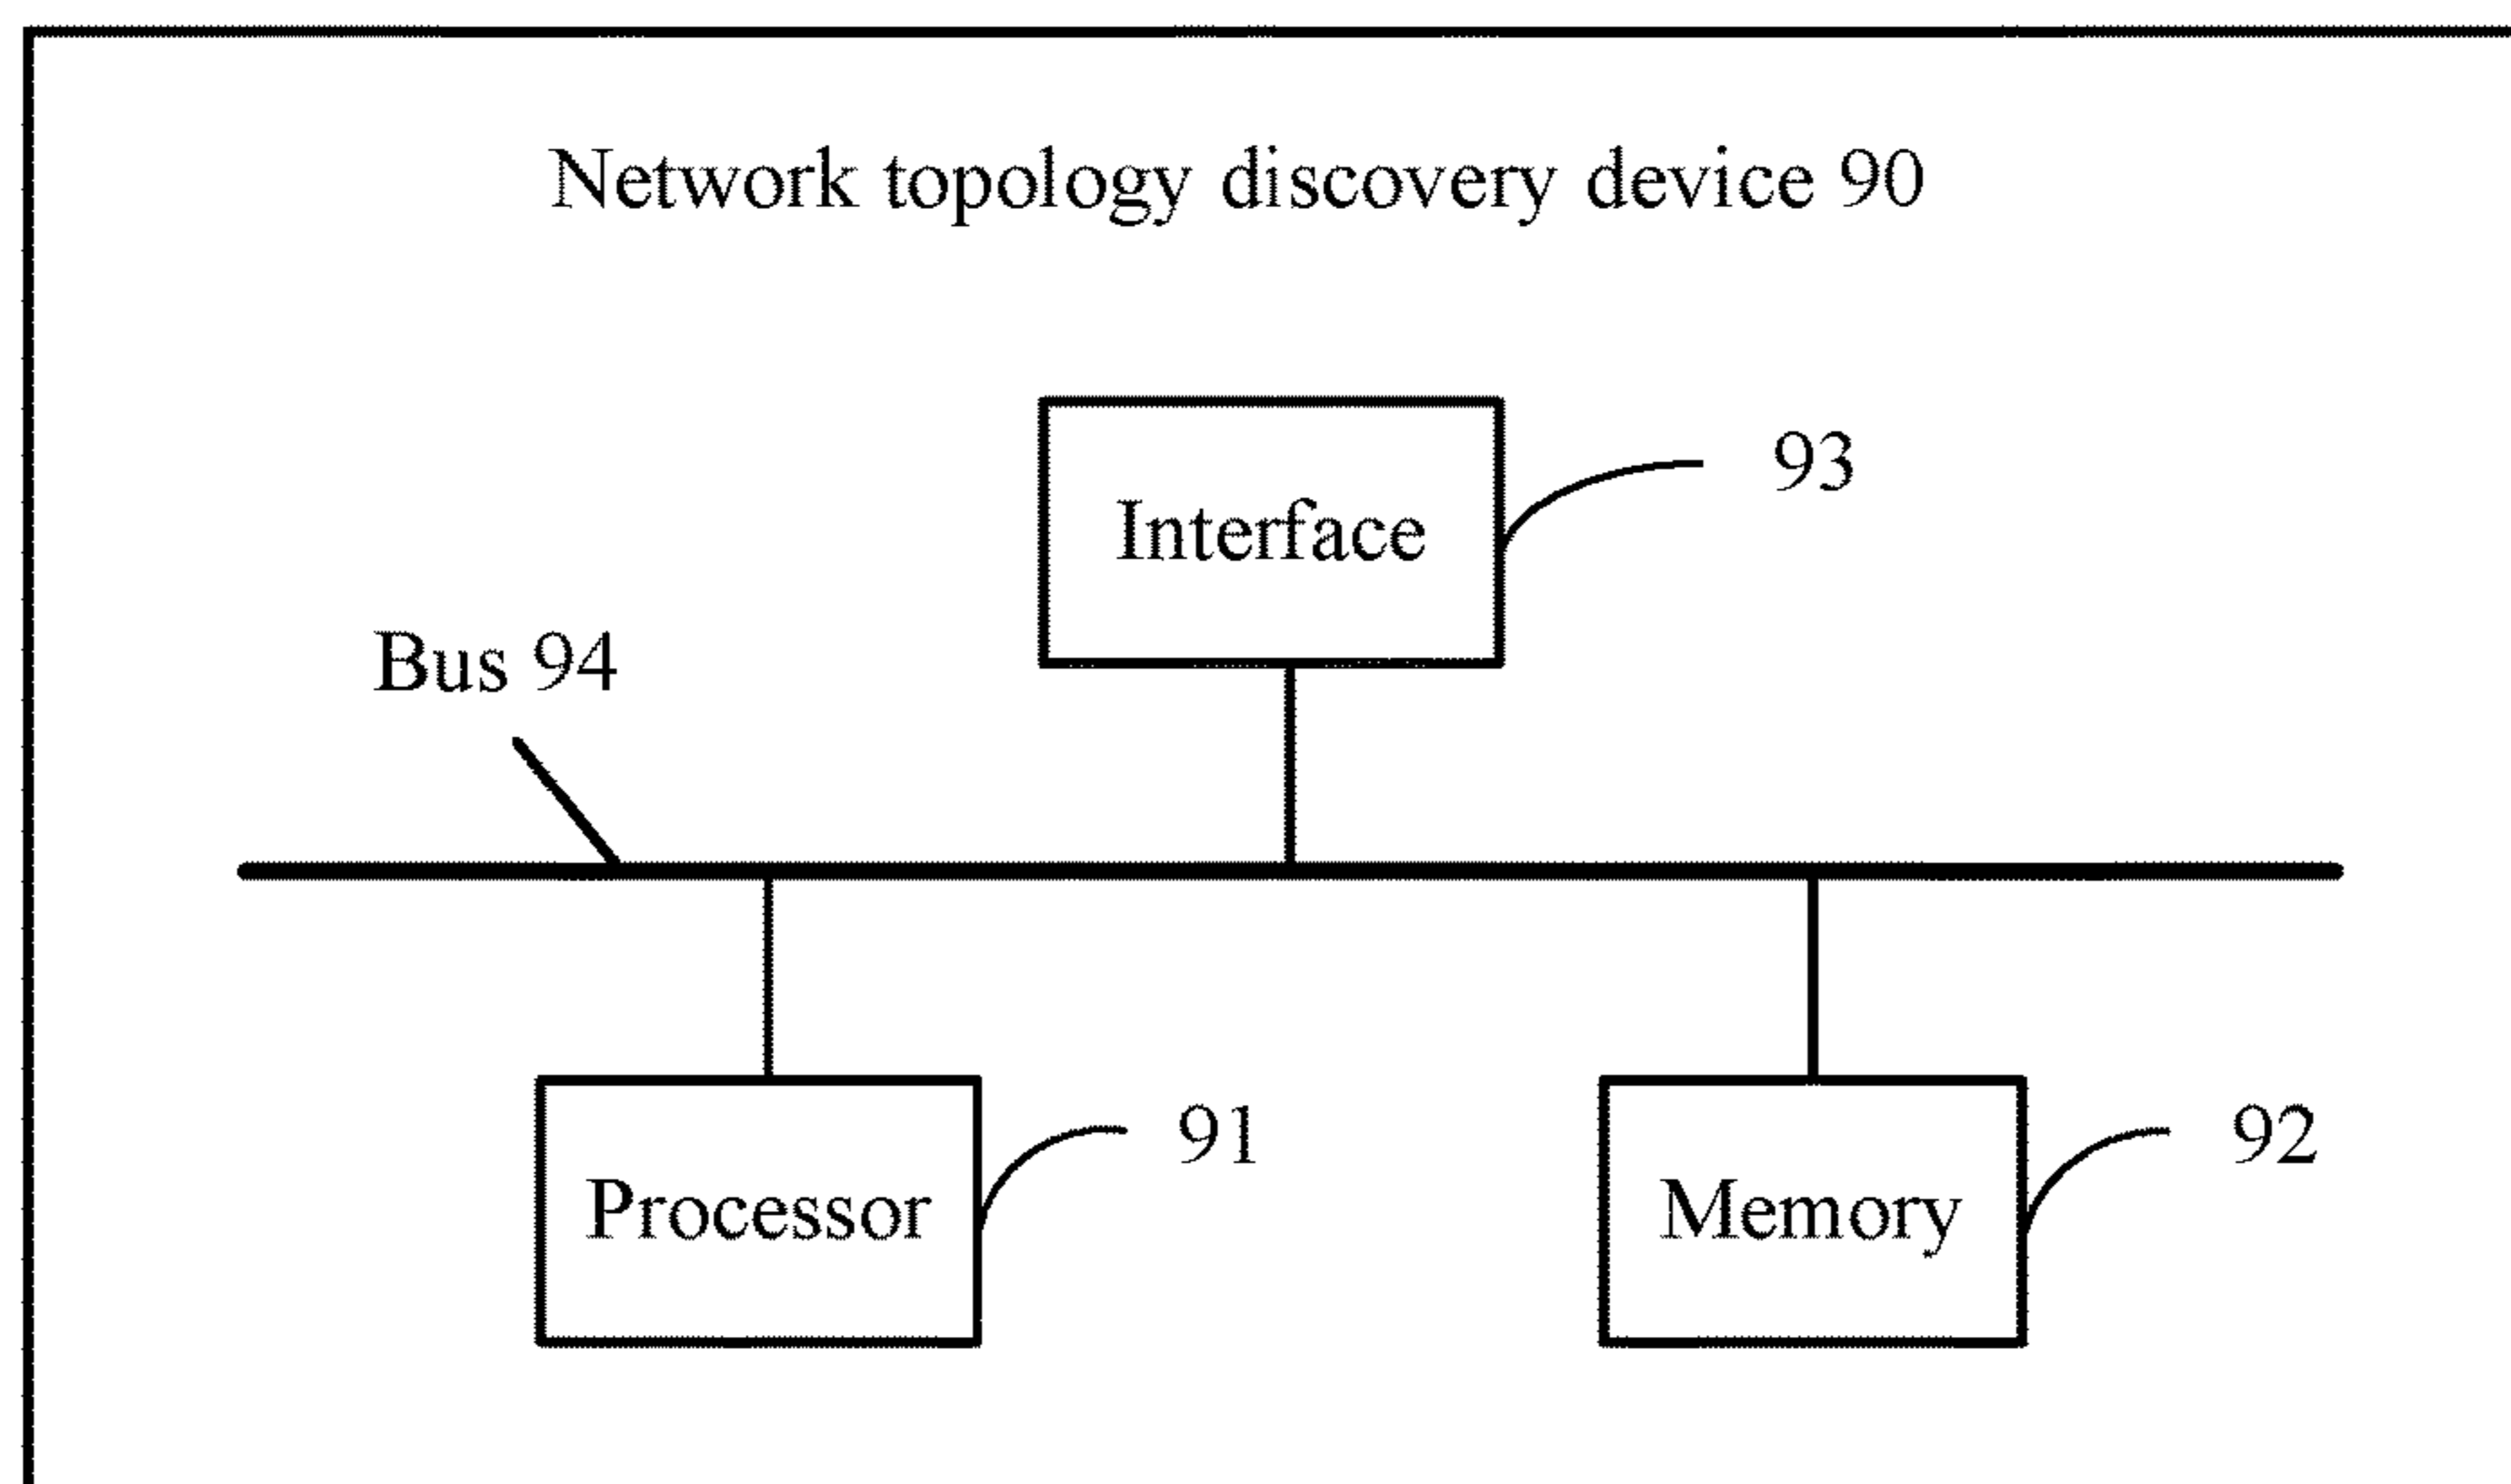 Network topology discovery device 90
93
Interface
Bus 94
91
Processor
92
Memory